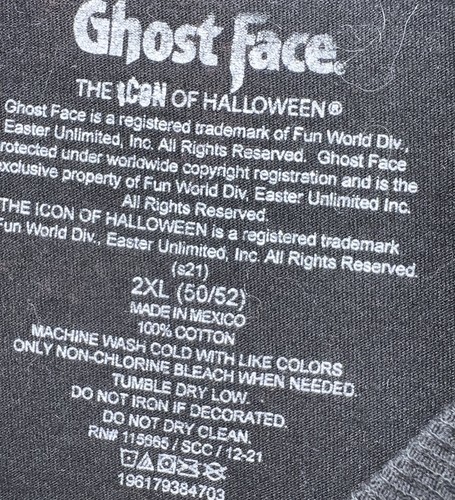 Ghost Face®
THE ICON OF HALLOWEEN®
Ghost Face is a registered trademark of Fun World Div.,
Easter Unlimited, Inc. All Rights Reserved. Ghost Face
rotected under worldwide copyright registration and is the
exclusive property of Fun World Div, Easter Unlimited Inc.
All Rights Reserved.
THE ICON OF HALLOWEEN is a registered trademark
Fun World Div., Easter Unlimited, Inc. All Rights Reserved.
(s21)
2XL (50/52)
MADE IN MEXICO
100% COTTON
MACHINE WASH COLD WITH LIKE COLORS
ONLY NON-CHLORINE BLEACH WHEN NEEDED.
TUMBLE DRY LOW.
DO NOT IRON IF DECORATED.
DO NOT DRY CLEAN.
RN# 115665 / SCC / 12-21
196179384703